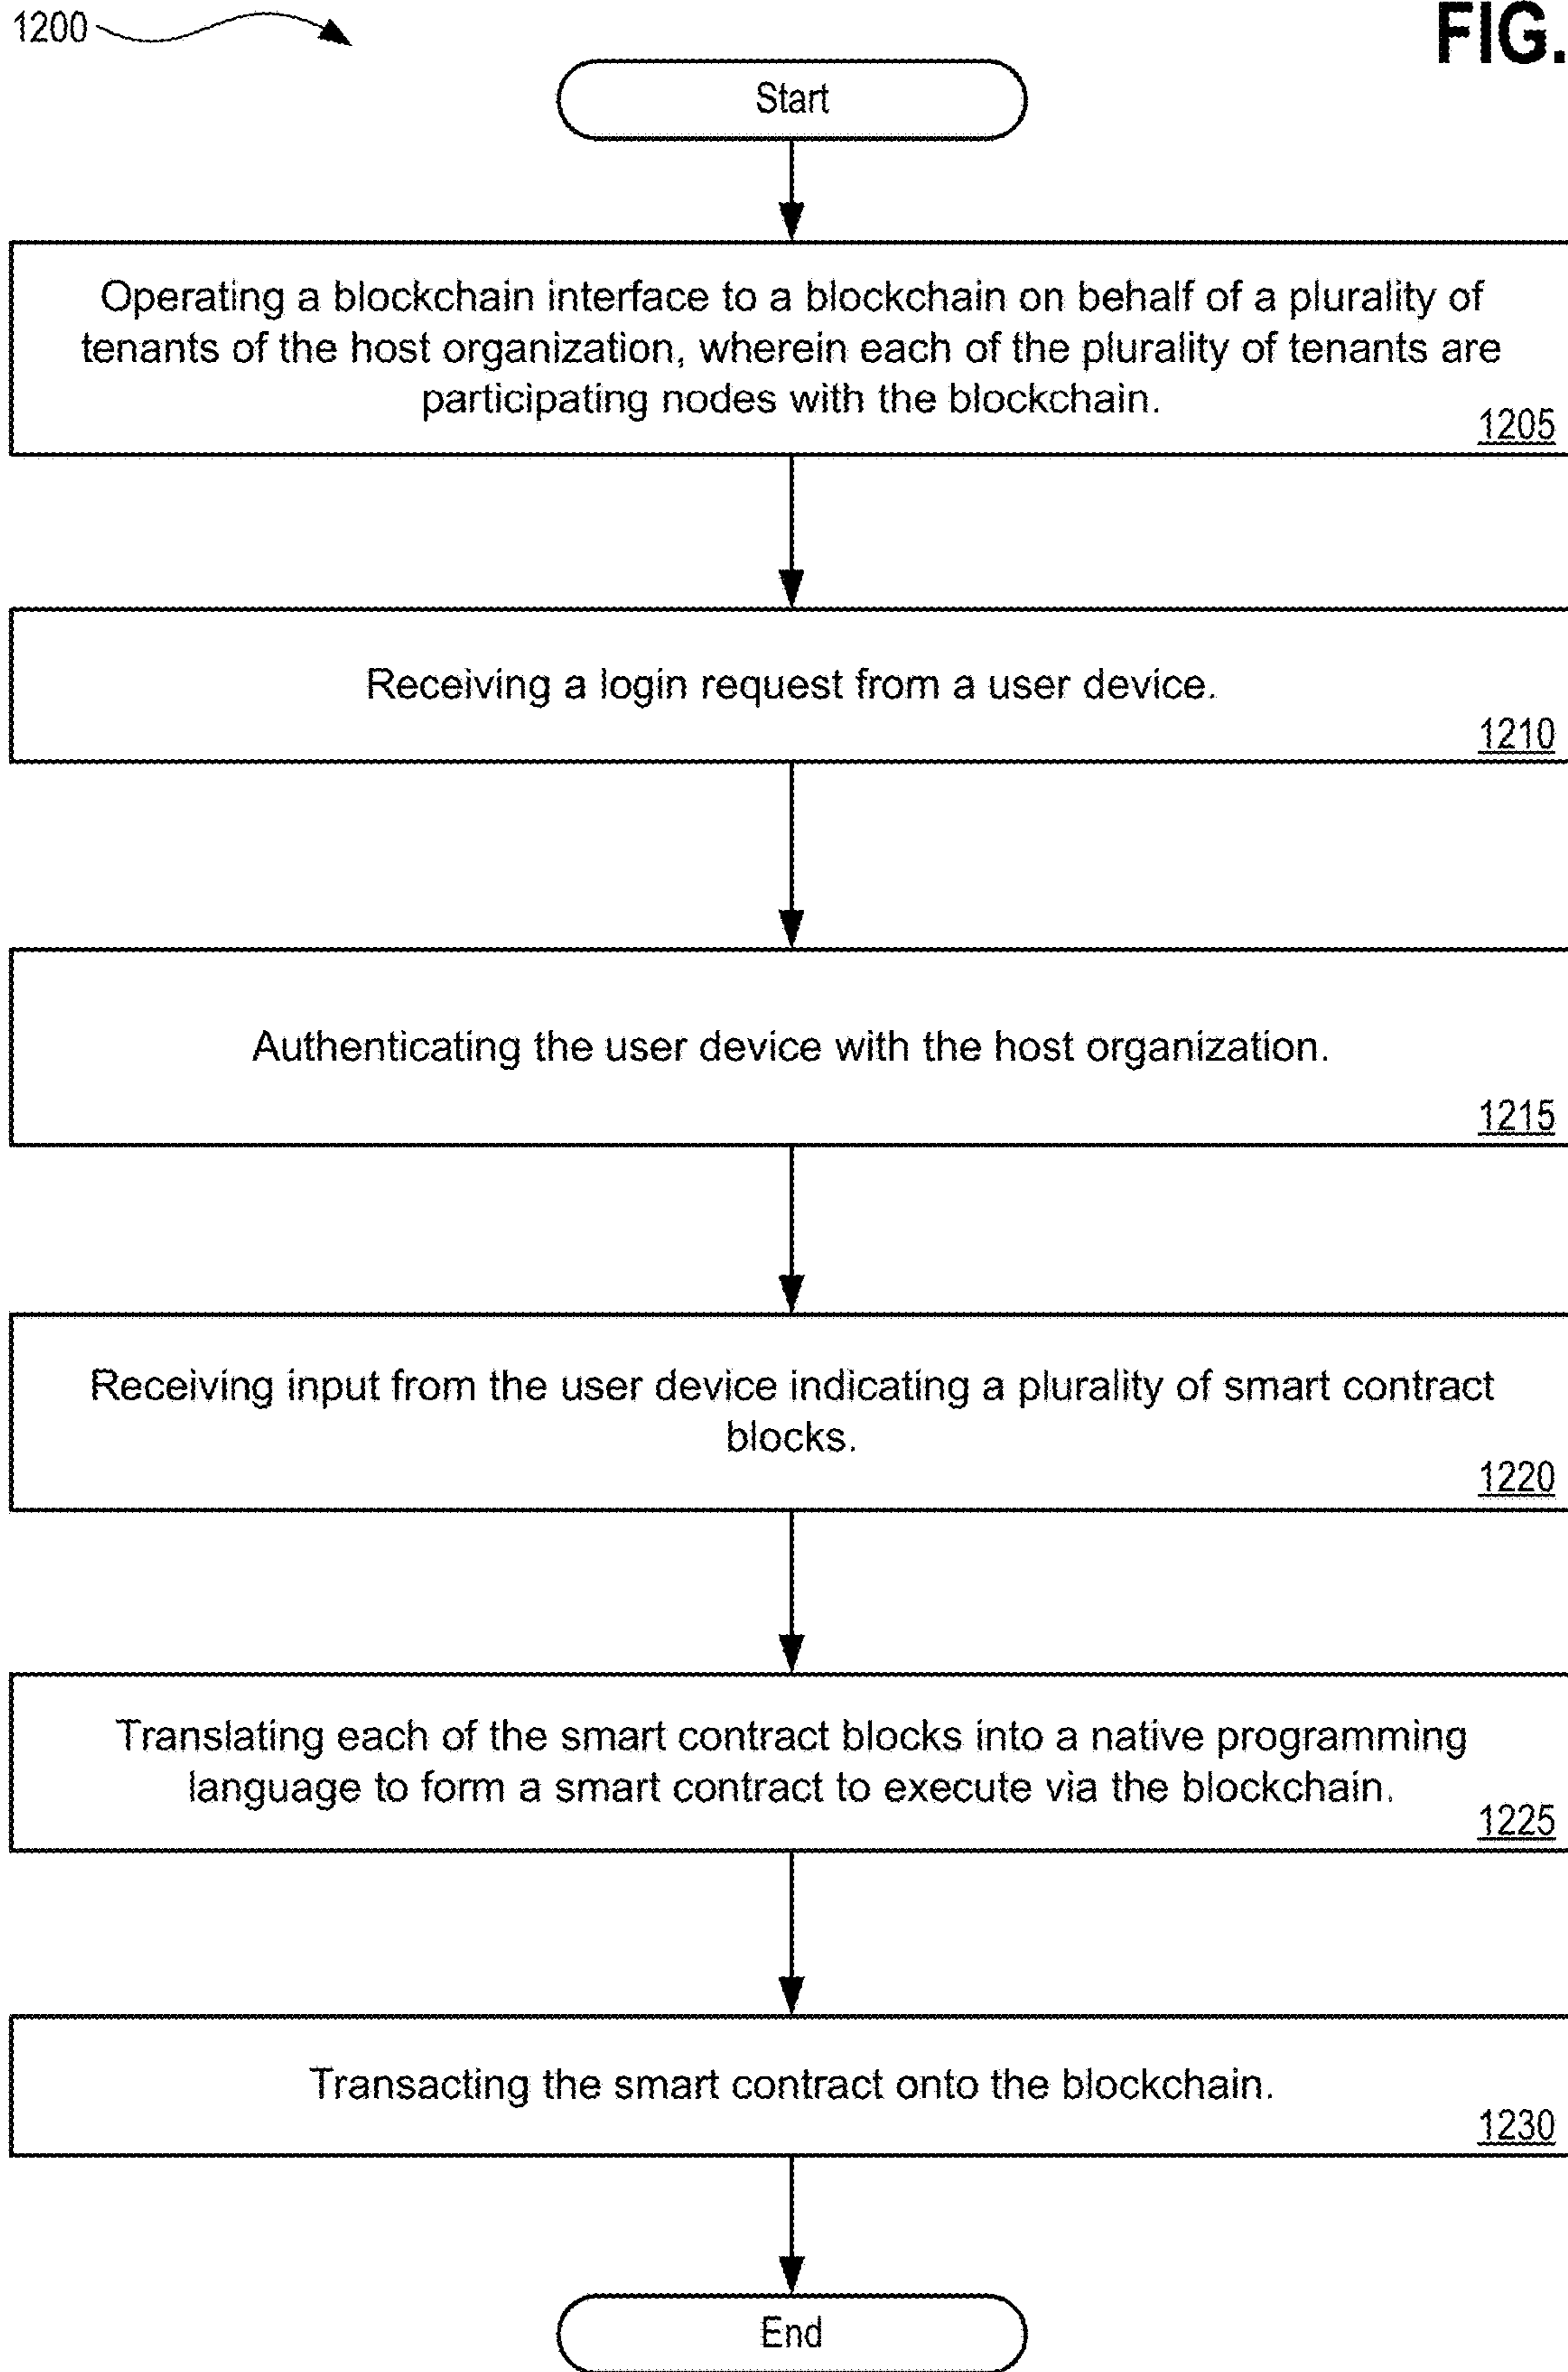 1200
FIG.
Start
Operating a blockchain interface to a blockchain on behalf of a plurality of
tenants of the host organization, wherein each of the plurality of tenants are
participating nodes with the blockchain.
1205
Receiving a login request from a user device.
1210
Authenticating the user device with the host organization.
1215
Receiving input from the user device indicating a plurality of smart contract
blocks.
1220
Translating each of the smart contract blocks into a native programming
language to form a smart contract to execute via the blockchain.
1225
Transacting the smart contract onto the blockchain.
1230
End